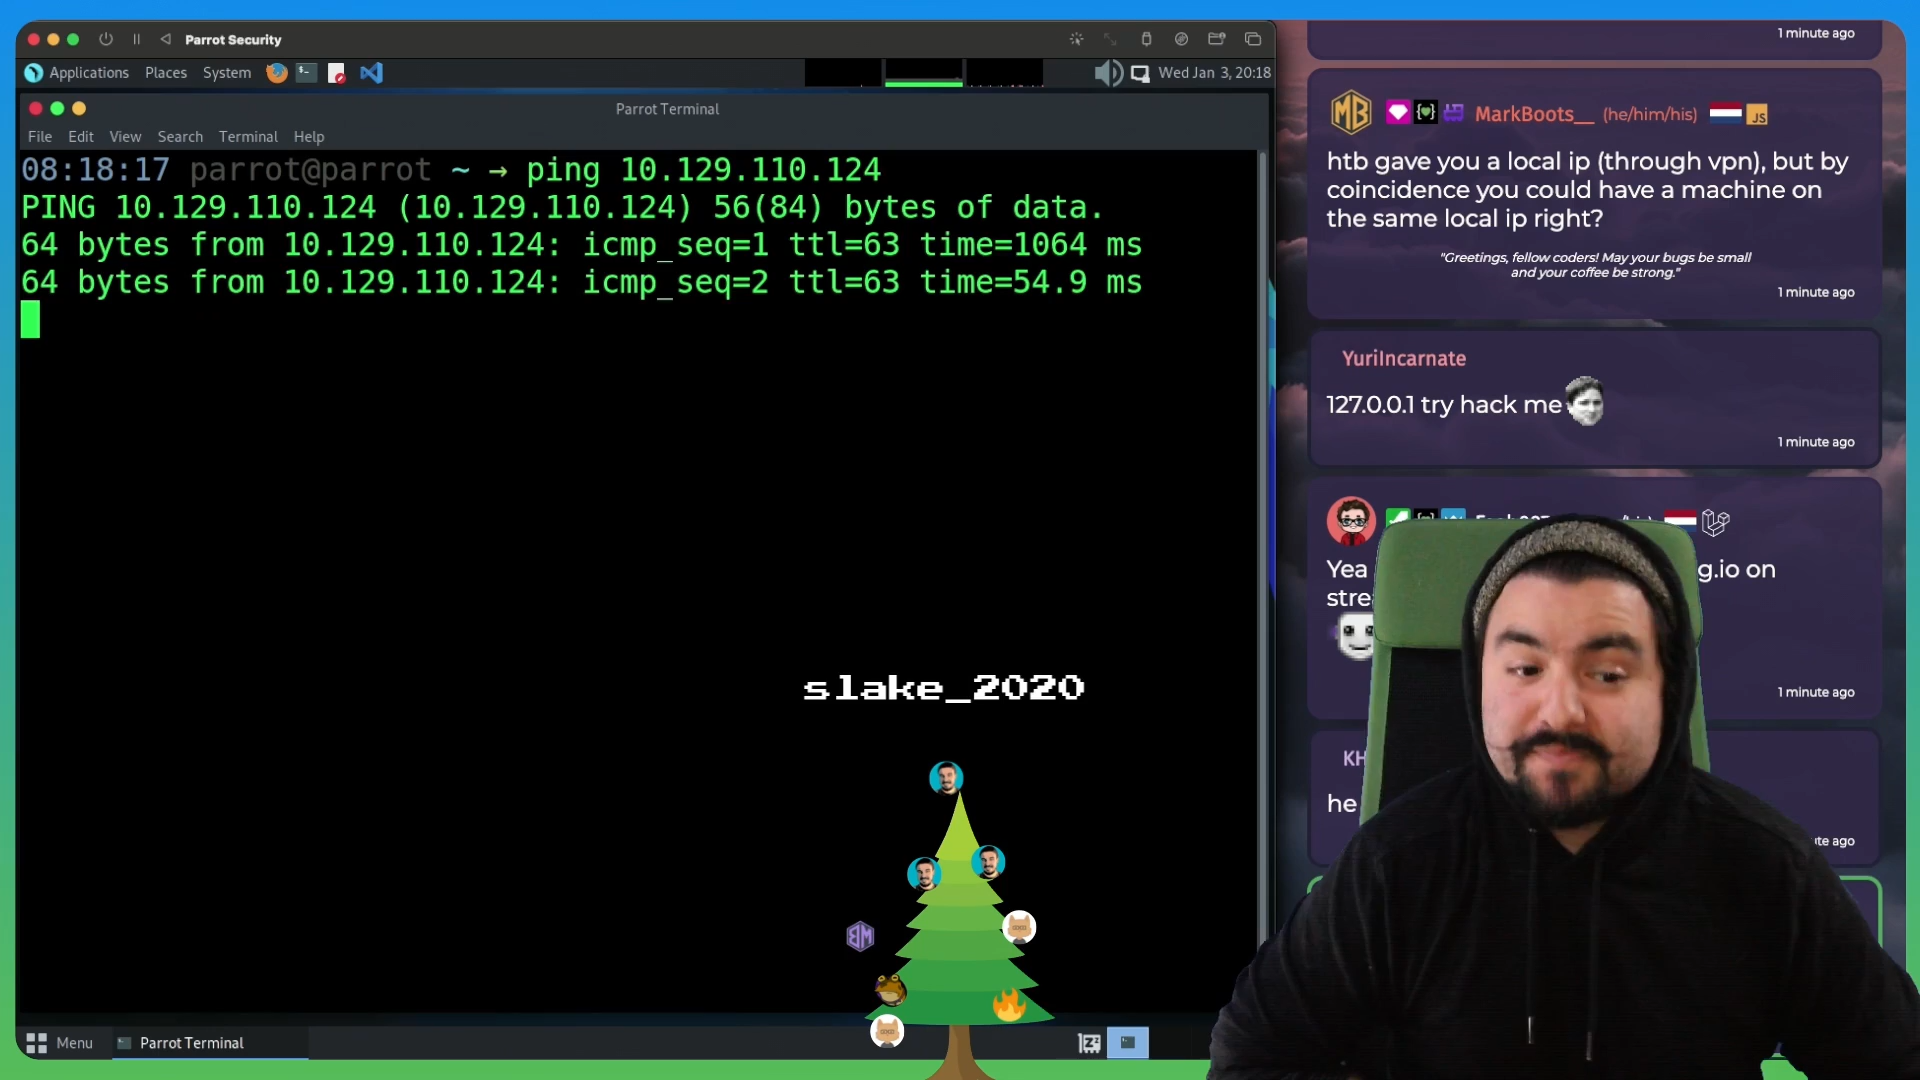 Parrot Security
Applications Places System Wed Jan 3, 20:18
Parrot Terminal
File Edit View Search Terminal Help
08:18:17 parrot@parrot ~ → ping 10.129.110.124
PING 10.129.110.124 (10.129.110.124) 56(84) bytes of data.
64 bytes from 10.129.110.124: icmp_seq=1 ttl=63 time=1064 ms
64 bytes from 10.129.110.124: icmp_seq=2 ttl=63 time=54.9 ms
slake_2020
Menu Parrot Terminal
1 minute ago
MB MarkBoots__ (he/him/his) JS
htb gave you a local ip (through vpn), but by
coincidence you could have a machine on
the same local ip right?
"Greetings, fellow coders! May your bugs be small
and your coffee be strong."
1 minute ago
YuriIncarnate
127.0.0.1 try hack me
1 minute ago
Yea g.io on
1 minute ago
KH
he